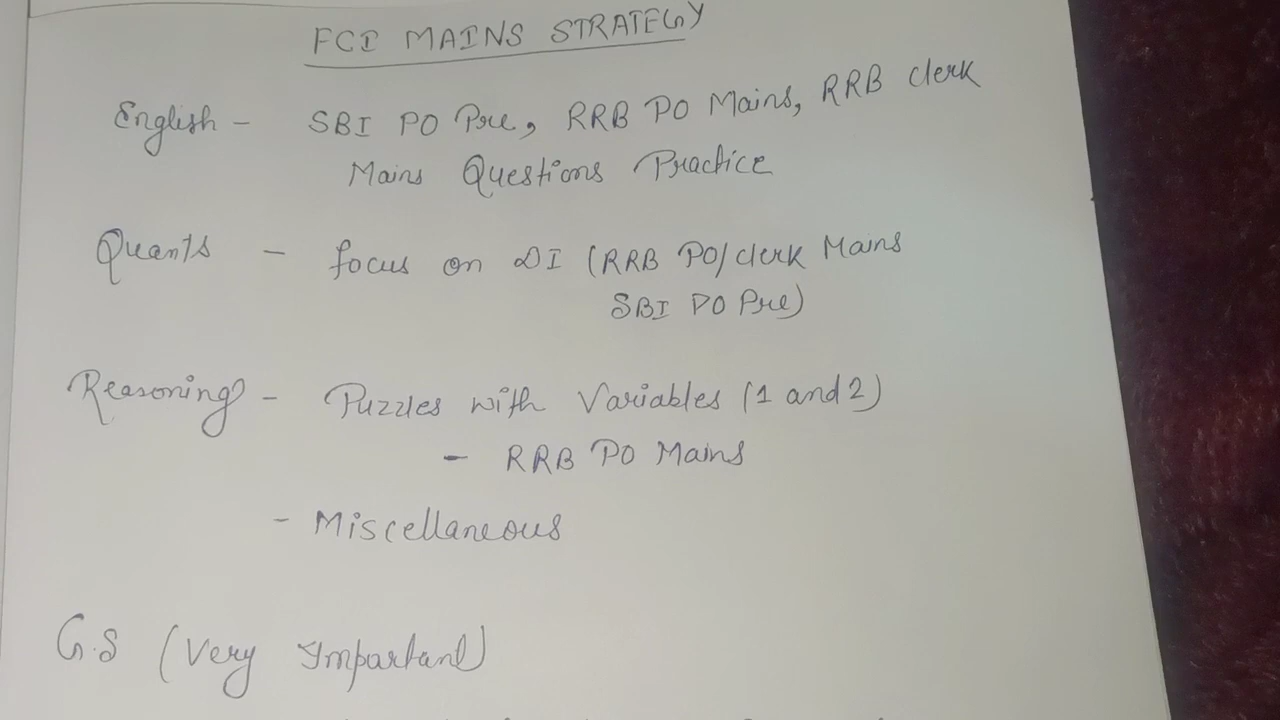 FCI MAINS STRATEGY
English - SBI PO Pre, RRB PO Mains, RRB Clerk
Mains Questions Practice
Quants - focus on DI (RRB PO/clerk Mains
SBI PO Pre)
Reasoning - Puzzles with Variables (1 and 2)
- RRB PO Mains
- Miscellaneous
G.S (Very Important)